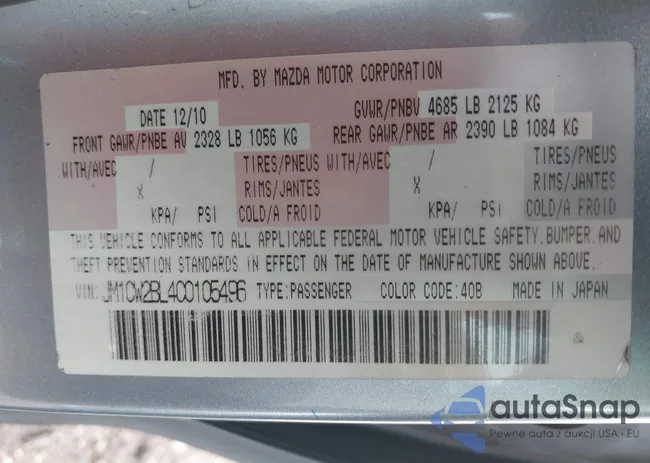 MFD. BY MAZDA MOTOR CORPORATION
DATE 12/10 GVWR/PNBV 4685 LB 2125 KG
FRONT GAWR/PNBE AV 2328 LB 1056 KG REAR GAWR/PNBE AR 2390 LB 1084 KG
WITH/AVEC / TIRES/PNEUS WITH/AVEC / TIRES/PNEUS
X RIMS/JANTES X RIMS/JANTES
KPA/ PSI COLD/A FROID KPA/ PSI COLD/A FROID
THIS VEHICLE CONFORMS TO ALL APPLICABLE FEDERAL MOTOR VEHICLE SAFETY,BUMPER,AND
THEFT PREVENTION STANDARDS IN EFFECT ON THE DATE OF MANUFACTURE SHOWN ABOVE.
VIN: JM1CW2BL4C0105496 TYPE:PASSENGER COLOR CODE:40B MADE IN JAPAN
autoSnap
Pewne auta z aukcji USA i EU